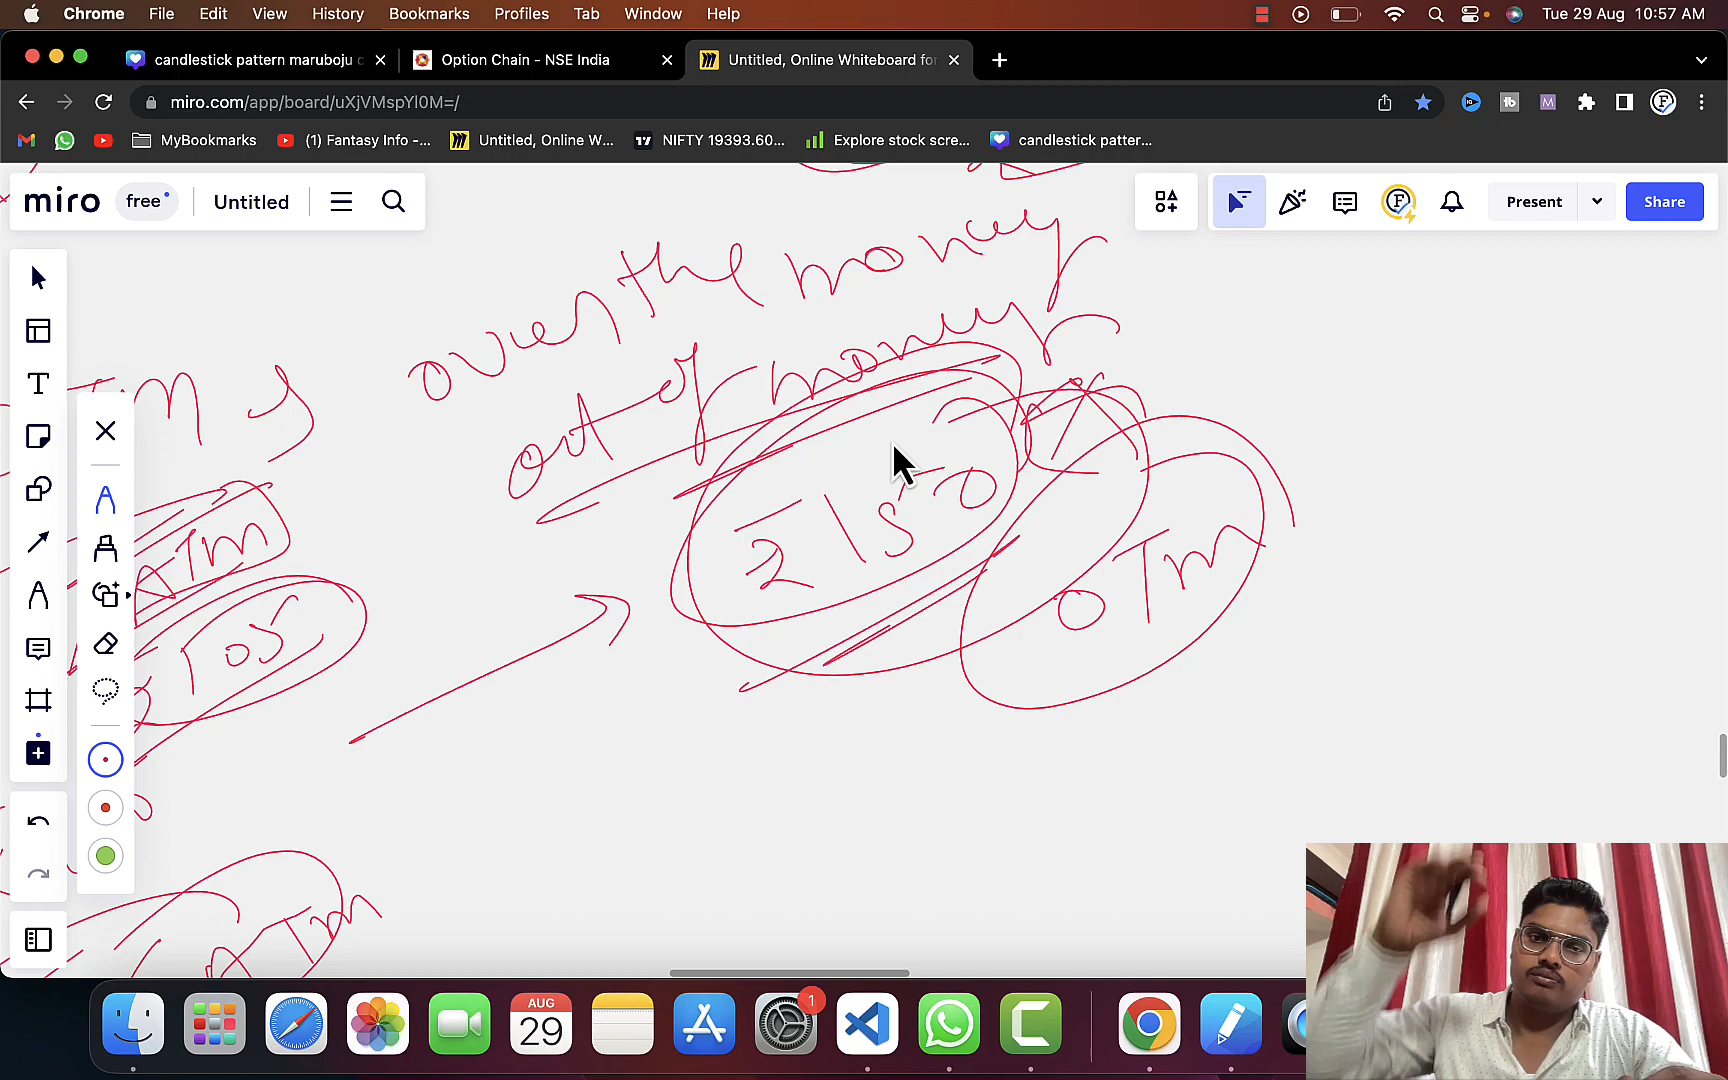 Chrome File Edit View History Bookmarks Profiles Tab Window Help Tue 29 Aug 10:57 AM
candlestick pattern maruboju c Option Chain - NSE India Untitled, Online Whiteboard for
miro.com/app/board/uXjVMspYl0M=/
MyBookmarks (1) Fantasy Info -... Untitled, Online W... NIFTY 19393.60... Explore stock scre... candlestick patter...
miro free Untitled Present Share
over the money
out of money
ATM
OTM
ATM
AUG
29
1